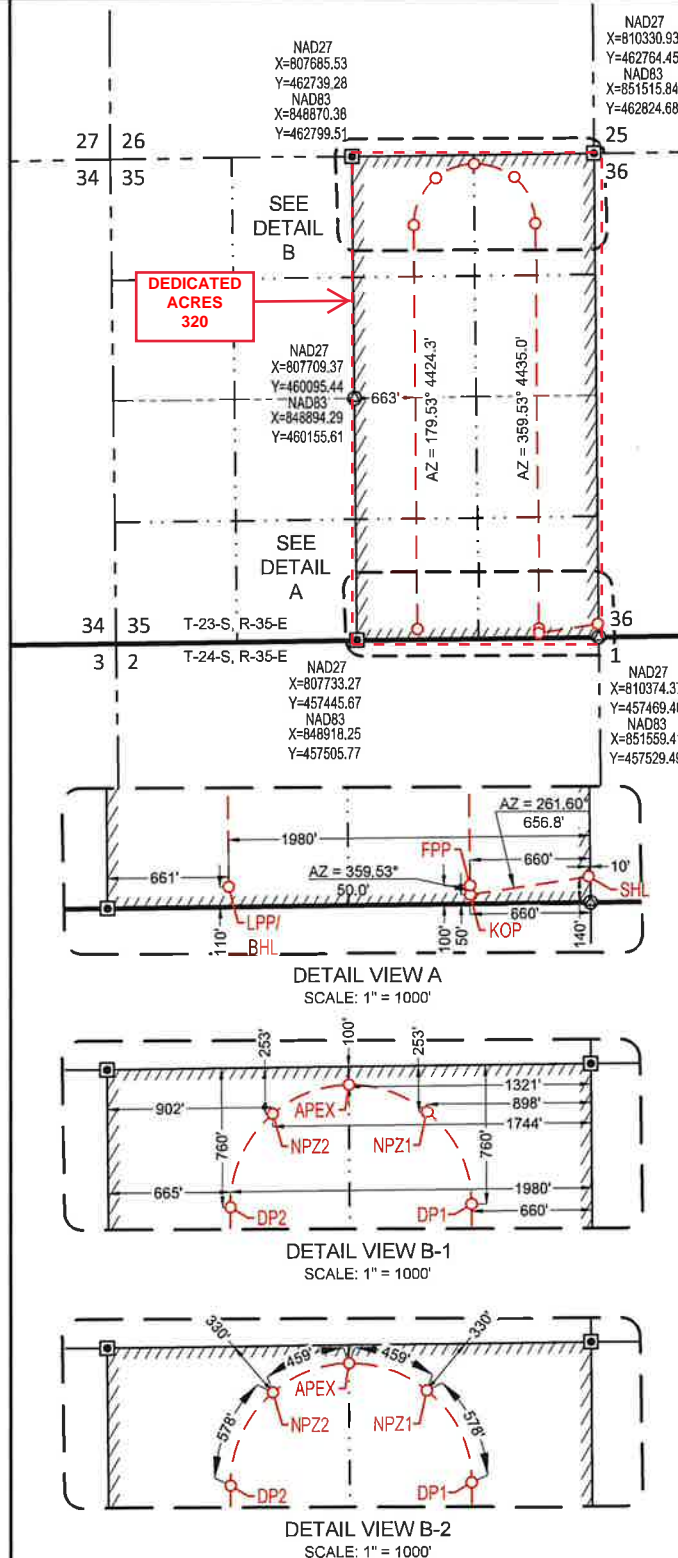 NAD27
X=807685.53
Y=462739.28
NAD83
X=848870.38
Y=462799.51
NAD27
X=810330.93
Y=462764.45
NAD83
X=851515.84
Y=462824.68
27 26
34 35
25
36
SEE
DETAIL
B
DEDICATED
ACRES
320
NAD27
X=807709.37
Y=460095.44
NAD83
X=848894.29
Y=460155.61
663'
AZ = 179.53° 4424.3'
AZ = 359.53° 4435.0'
SEE
DETAIL
A
34 35 T-23-S, R-35-E
3 2 T-24-S, R-35-E
36
1
NAD27
X=807733.27
Y=457445.67
NAD83
X=848918.25
Y=457505.77
NAD27
Y=457469.40
NAD83
Y=457529.49
AZ = 261.60°
656.8'
1980'
FPP
661'
AZ = 359.53°
50.0'
660'
10'
SHL
LPP/
BHL
110'
100'
50'
KOP
660'
140'
DETAIL VIEW A
SCALE: 1" = 1000'
253'
100'
253'
1321'
902'
APEX
898'
NPZ2
NPZ1
1744'
760'
760'
665'
1980'
DP2
DP1
660'
DETAIL VIEW B-1
SCALE: 1" = 1000'
330'
459'
459'
330'
APEX
NPZ2
NPZ1
578'
578'
DP2
DP1
DETAIL VIEW B-2
SCALE: 1" = 1000'